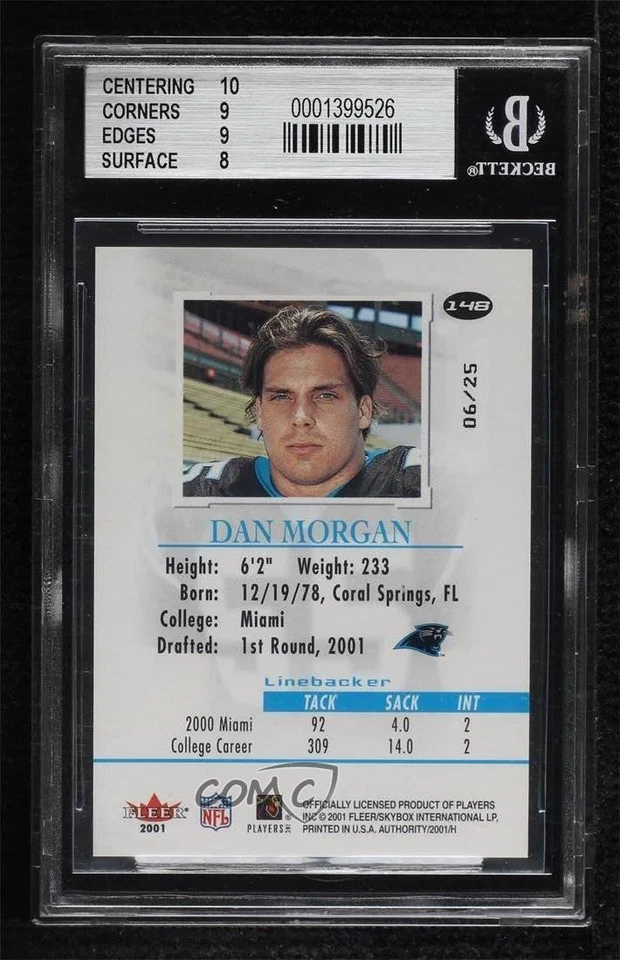 CENTERING 10
CORNERS 9
EDGES 9
SURFACE 8
0001399526
BECKETT®
148
06/25
DAN MORGAN
Height: 6'2" Weight: 233
Born: 12/19/78, Coral Springs, FL
College: Miami
Drafted: 1st Round, 2001
Linebacker
TACK SACK INT
2000 Miami 92 4.0 2
College Career 309 14.0 2
COMC
FLEER®
2001
NFL
PLAYERS INC
OFFICIALLY LICENSED PRODUCT OF PLAYERS
INC © 2001 FLEER/SKYBOX INTERNATIONAL LP,
PRINTED IN U.S.A. AUTHORITY/2001/H